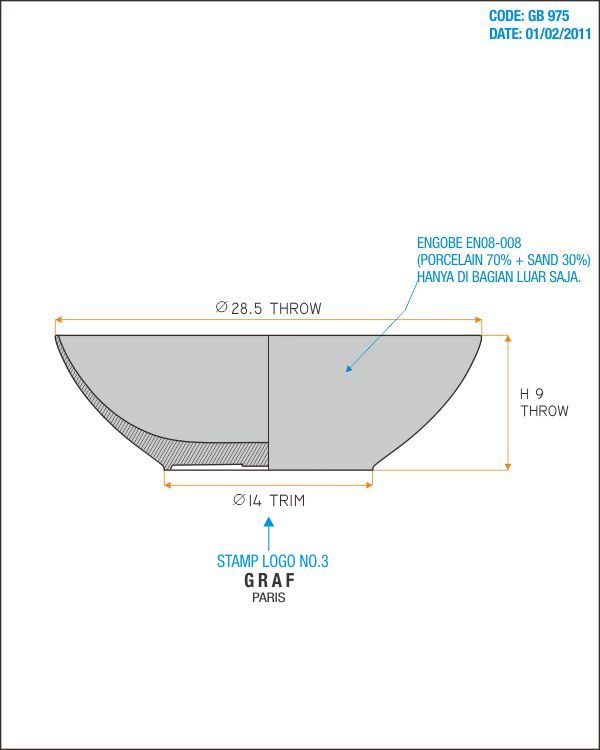 CODE: GB 975
DATE: 01/02/2011
ENGOBE EN08-008
(PORCELAIN 70% + SAND 30%)
HANYA DI BAGIAN LUAR SAJA.
Ø 28.5 THROW
H 9
THROW
Ø 14 TRIM
STAMP LOGO NO.3
GRAF
PARIS